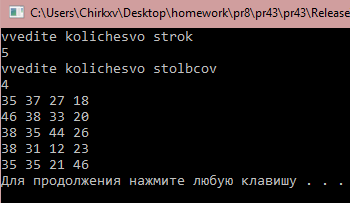 C:\Users\Chirkxv\Desktop\homework\pr8\pr43\pr43\Release
vvedite kolichesvo strok
5
vvedite kolichesvo stolbcov
4
35 37 27 18
46 38 33 20
38 35 44 26
38 31 12 23
35 35 21 46
Для продолжения нажмите любую клавишу . . .